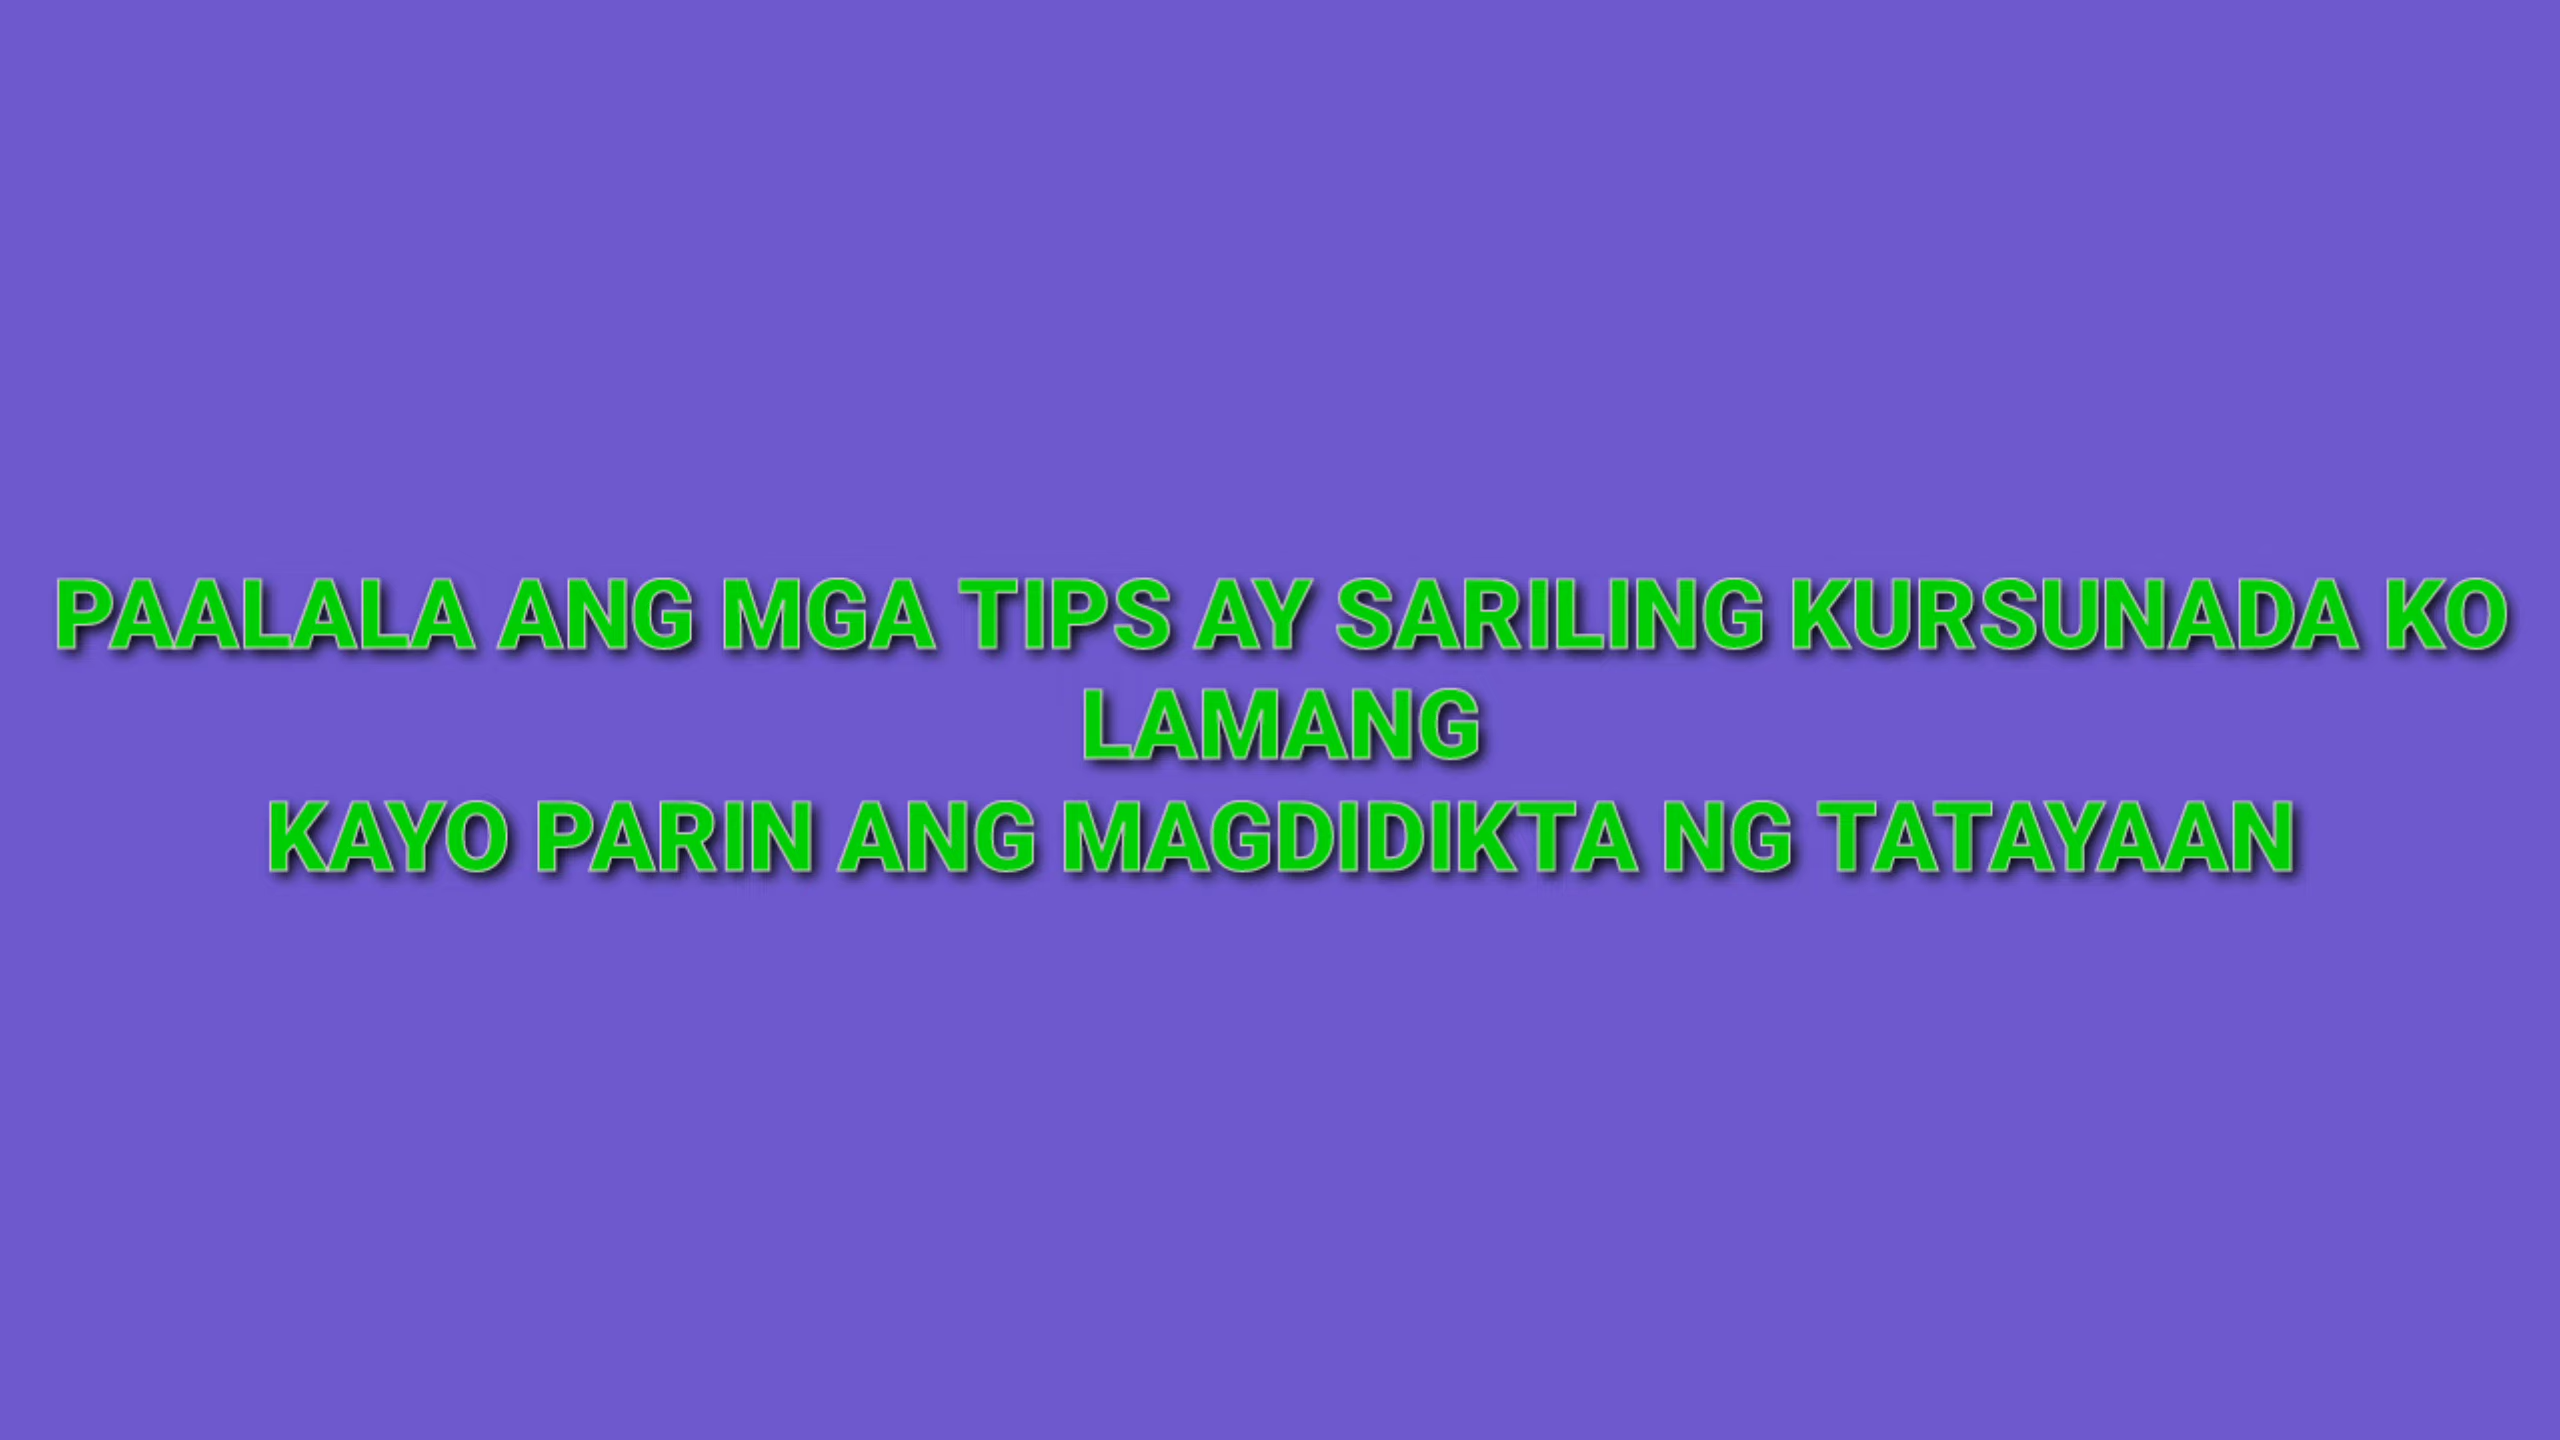 PAALALA ANG MGA TIPS AY SARILING KURSUNADA KO
LAMANG
KAYO PARIN ANG MAGDIDIKTA NG TATAYAAN